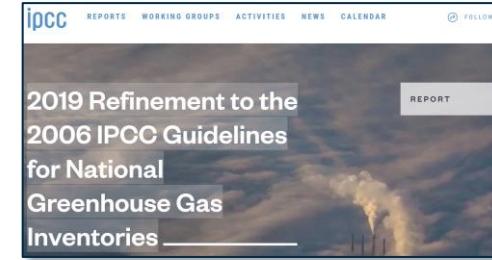 ipcc REPORTS WORKING GROUPS ACTIVITIES NEWS CALENDAR FOLLOW
2019 Refinement to the
2006 IPCC Guidelines
for National
Greenhouse Gas
Inventories
REPORT